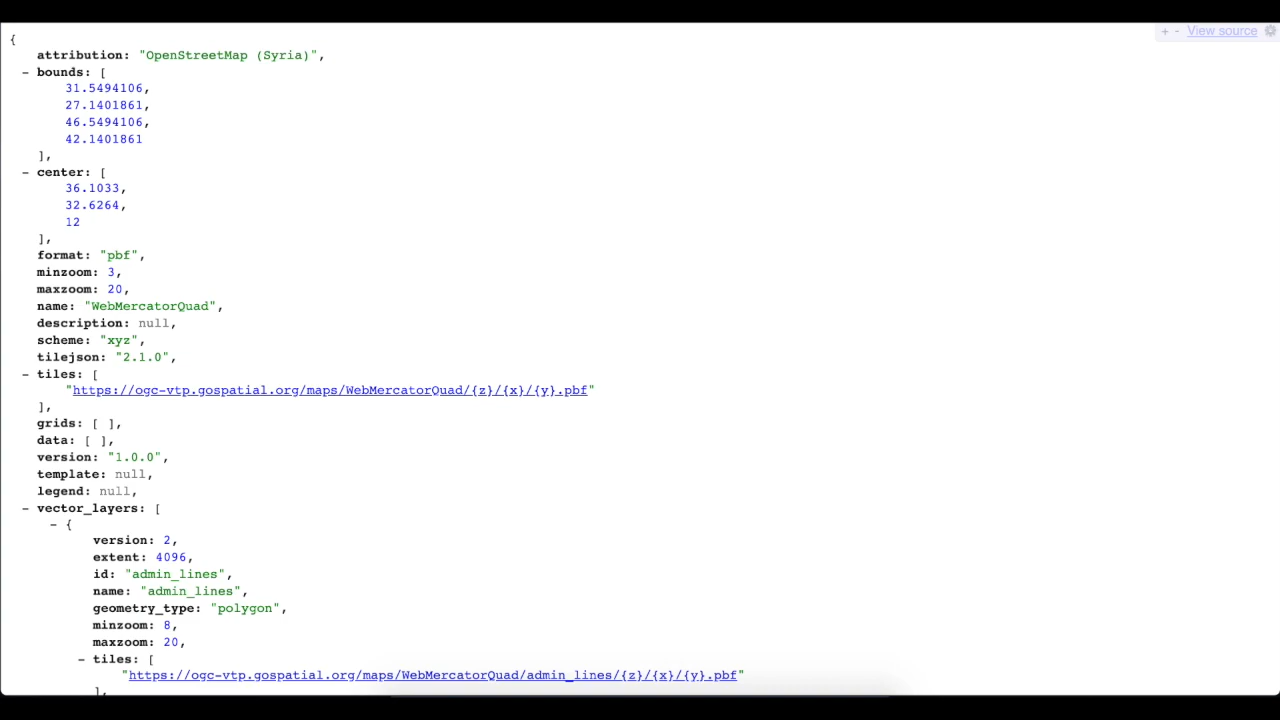 + - View source
{
attribution: "OpenStreetMap (Syria)",
- bounds: [
31.5494106,
27.1401861,
46.5494106,
42.1401861
],
- center: [
36.1033,
32.6264,
12
],
format: "pbf",
minzoom: 3,
maxzoom: 20,
name: "WebMercatorQuad",
description: null,
scheme: "xyz",
tilejson: "2.1.0",
- tiles: [
"https://ogc-vtp.gospatial.org/maps/WebMercatorQuad/{z}/{x}/{y}.pbf"
],
grids: [ ],
data: [ ],
version: "1.0.0",
template: null,
legend: null,
- vector_layers: [
- {
version: 2,
extent: 4096,
id: "admin_lines",
name: "admin_lines",
geometry_type: "polygon",
minzoom: 8,
maxzoom: 20,
- tiles: [
"https://ogc-vtp.gospatial.org/maps/WebMercatorQuad/admin_lines/{z}/{x}/{y}.pbf"
],